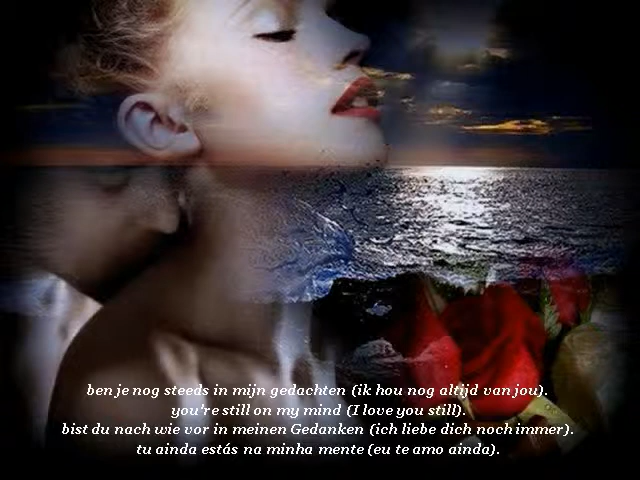 ben je nog steeds in mijn gedachten (ik hou nog altijd van jou).
you're still on my mind (I love you still).
bist du nach wie vor in meinen Gedanken (ich liebe dich noch immer).
tu ainda estás na minha mente (eu te amo ainda).